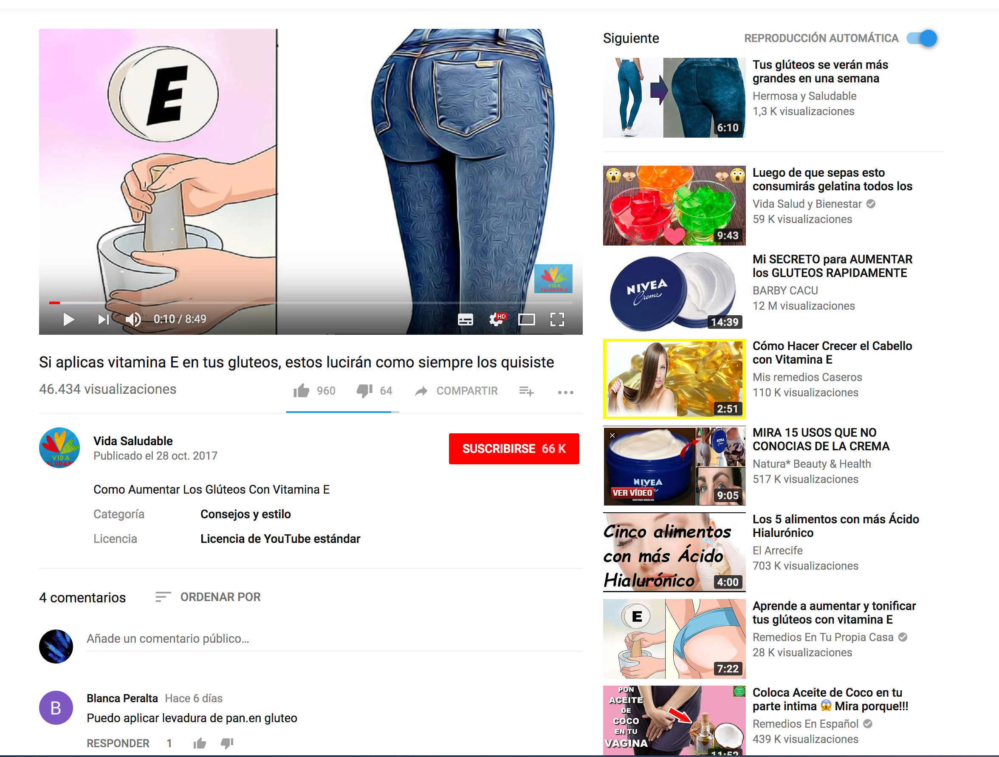 E
VIDA
SALUDABLE
0:10 / 8:49
HD
Si aplicas vitamina E en tus gluteos, estos lucirán como siempre los quisiste
46.434 visualizaciones
960
64
COMPARTIR
Vida Saludable
Publicado el 28 oct. 2017
VIDA
SUSCRIBIRSE 66 K
Como Aumentar Los Glúteos Con Vitamina E
Categoría
Consejos y estilo
Licencia
Licencia de YouTube estándar
4 comentarios
ORDENAR POR
Añade un comentario público...
B
Blanca Peralta Hace 6 días
Puedo aplicar levadura de pan.en gluteo
RESPONDER 1
Siguiente
REPRODUCCIÓN AUTOMÁTICA
6:10
Tus glúteos se verán más
grandes en una semana
Hermosa y Saludable
1,3 K visualizaciones
9:43
Luego de que sepas esto
consumirás gelatina todos los
Vida Salud y Bienestar
59 K visualizaciones
NIVEA
Creme
14:39
Mi SECRETO para AUMENTAR
los GLUTEOS RAPIDAMENTE
BARBY CACU
12 M visualizaciones
2:51
Cómo Hacer Crecer el Cabello
con Vitamina E
Mis remedios Caseros
110 K visualizaciones
NIVEA
NIVEA
VER VÍDEO
GUSTAVO DAVALOS
9:05
MIRA 15 USOS QUE NO
CONOCIAS DE LA CREMA
Natura* Beauty & Health
517 K visualizaciones
Cinco alimentos
con más Ácido
Hialurónico
4:00
Los 5 alimentos con más Ácido
Hialurónico
El Arrecife
703 K visualizaciones
E
7:22
Aprende a aumentar y tonificar
tus glúteos con vitamina E
Remedios En Tu Propia Casa
28 K visualizaciones
PON
ACEITE
DE
COCO
EN TU
VAGINA
11:52
Coloca Aceite de Coco en tu
parte intima 😱 Mira porque!!!
Remedios En Español
439 K visualizaciones